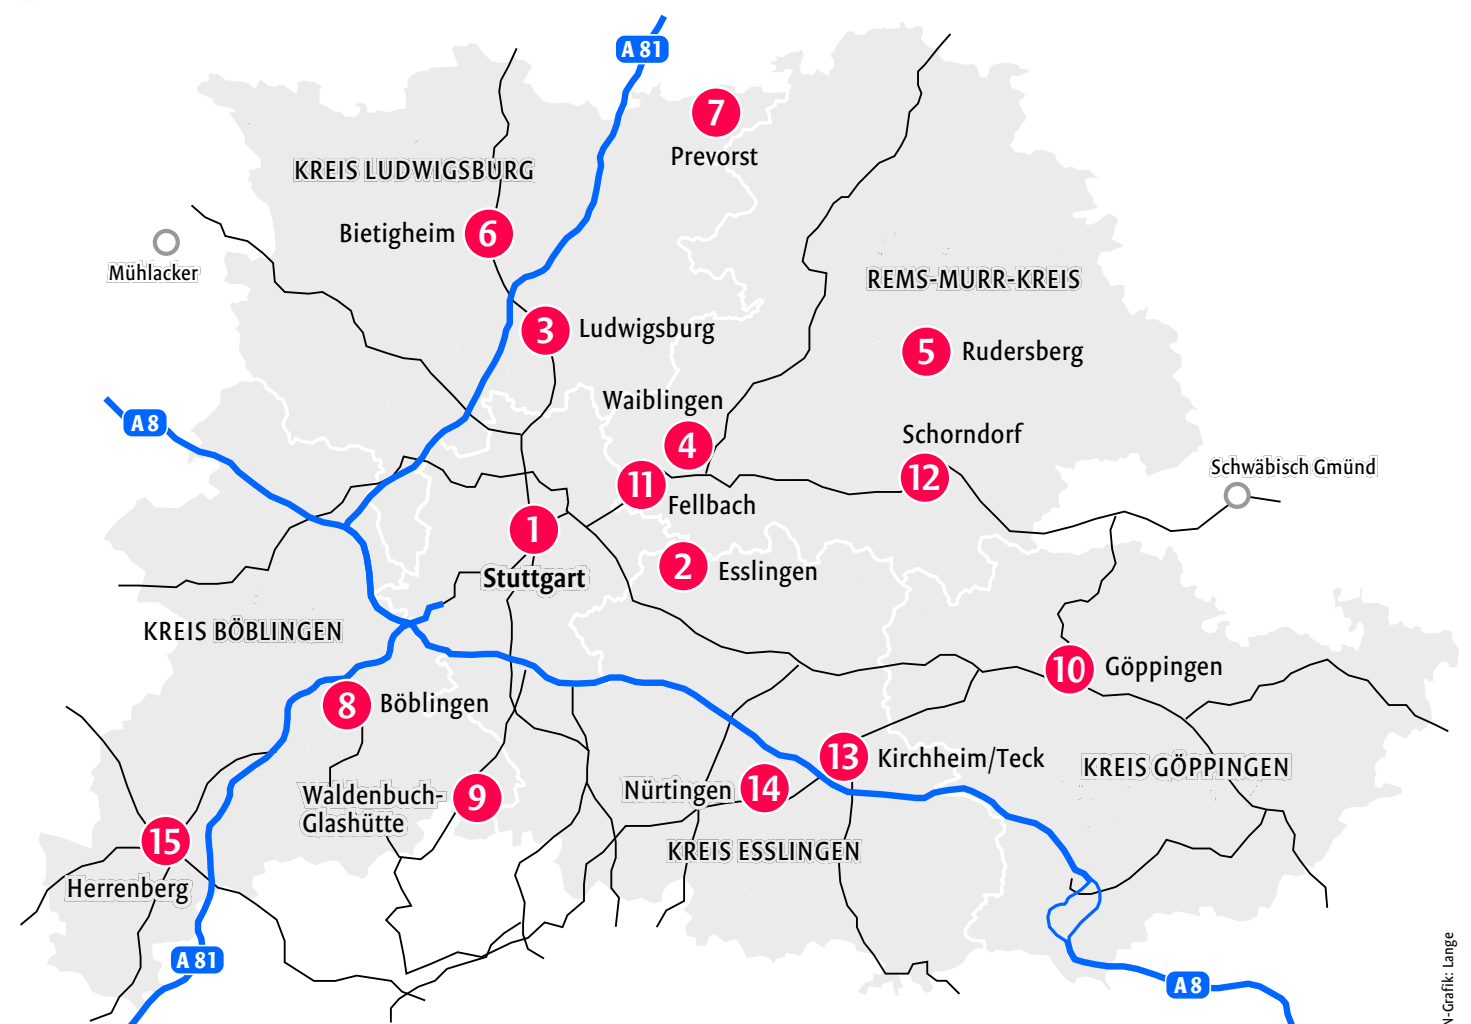 A 81
7
Prevorst
KREIS LUDWIGSBURG
Bietigheim
6
Mühlacker
REMS-MURR-KREIS
3
Ludwigsburg
5
Rudersberg
Waiblingen
4
A 8
Schorndorf
12
Schwäbisch Gmünd
11
Fellbach
1
Stuttgart
2
Esslingen
KREIS BÖBLINGEN
10
Göppingen
8
Böblingen
13
Kirchheim/Teck
KREIS GÖPPINGEN
Waldenbuch-
Glashütte
9
Nürtingen
14
15
Herrenberg
KREIS ESSLINGEN
A 81
A 8
N-Grafik: Lange